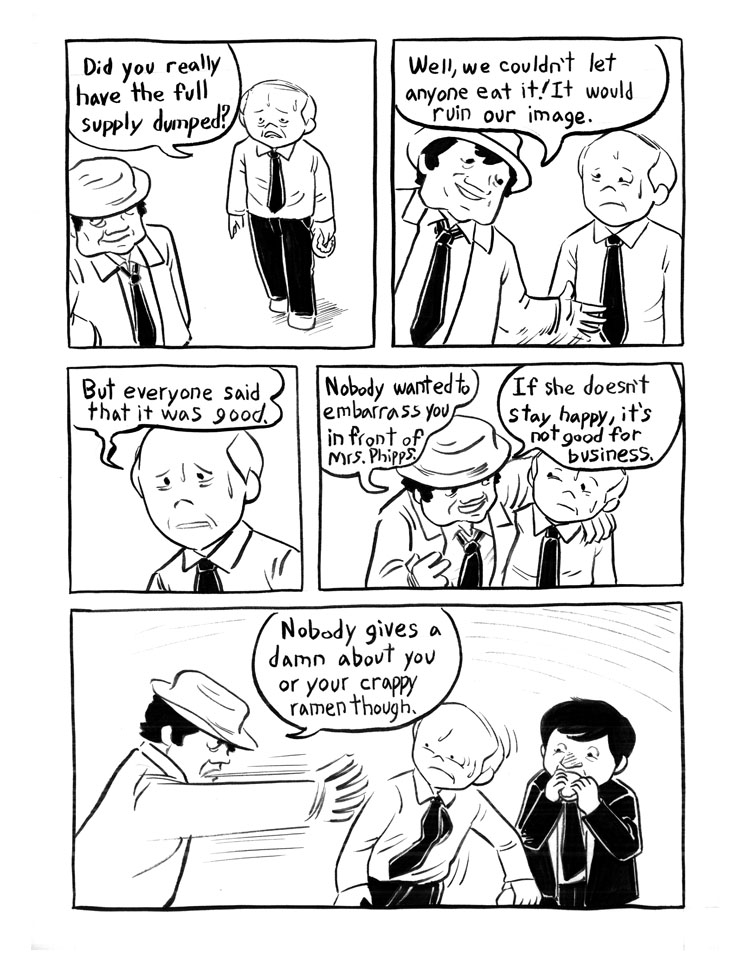 Did you really
have the full
supply dumped?
Well, we couldn't let
anyone eat it! It would
ruin our image.
But everyone said
that it was good.
Nobody wanted to
embarrass you
in front of
Mrs. Phipps.
If she doesn't
stay happy, it's
not good for
business.
Nobody gives a
damn about you
or your crappy
ramen though.